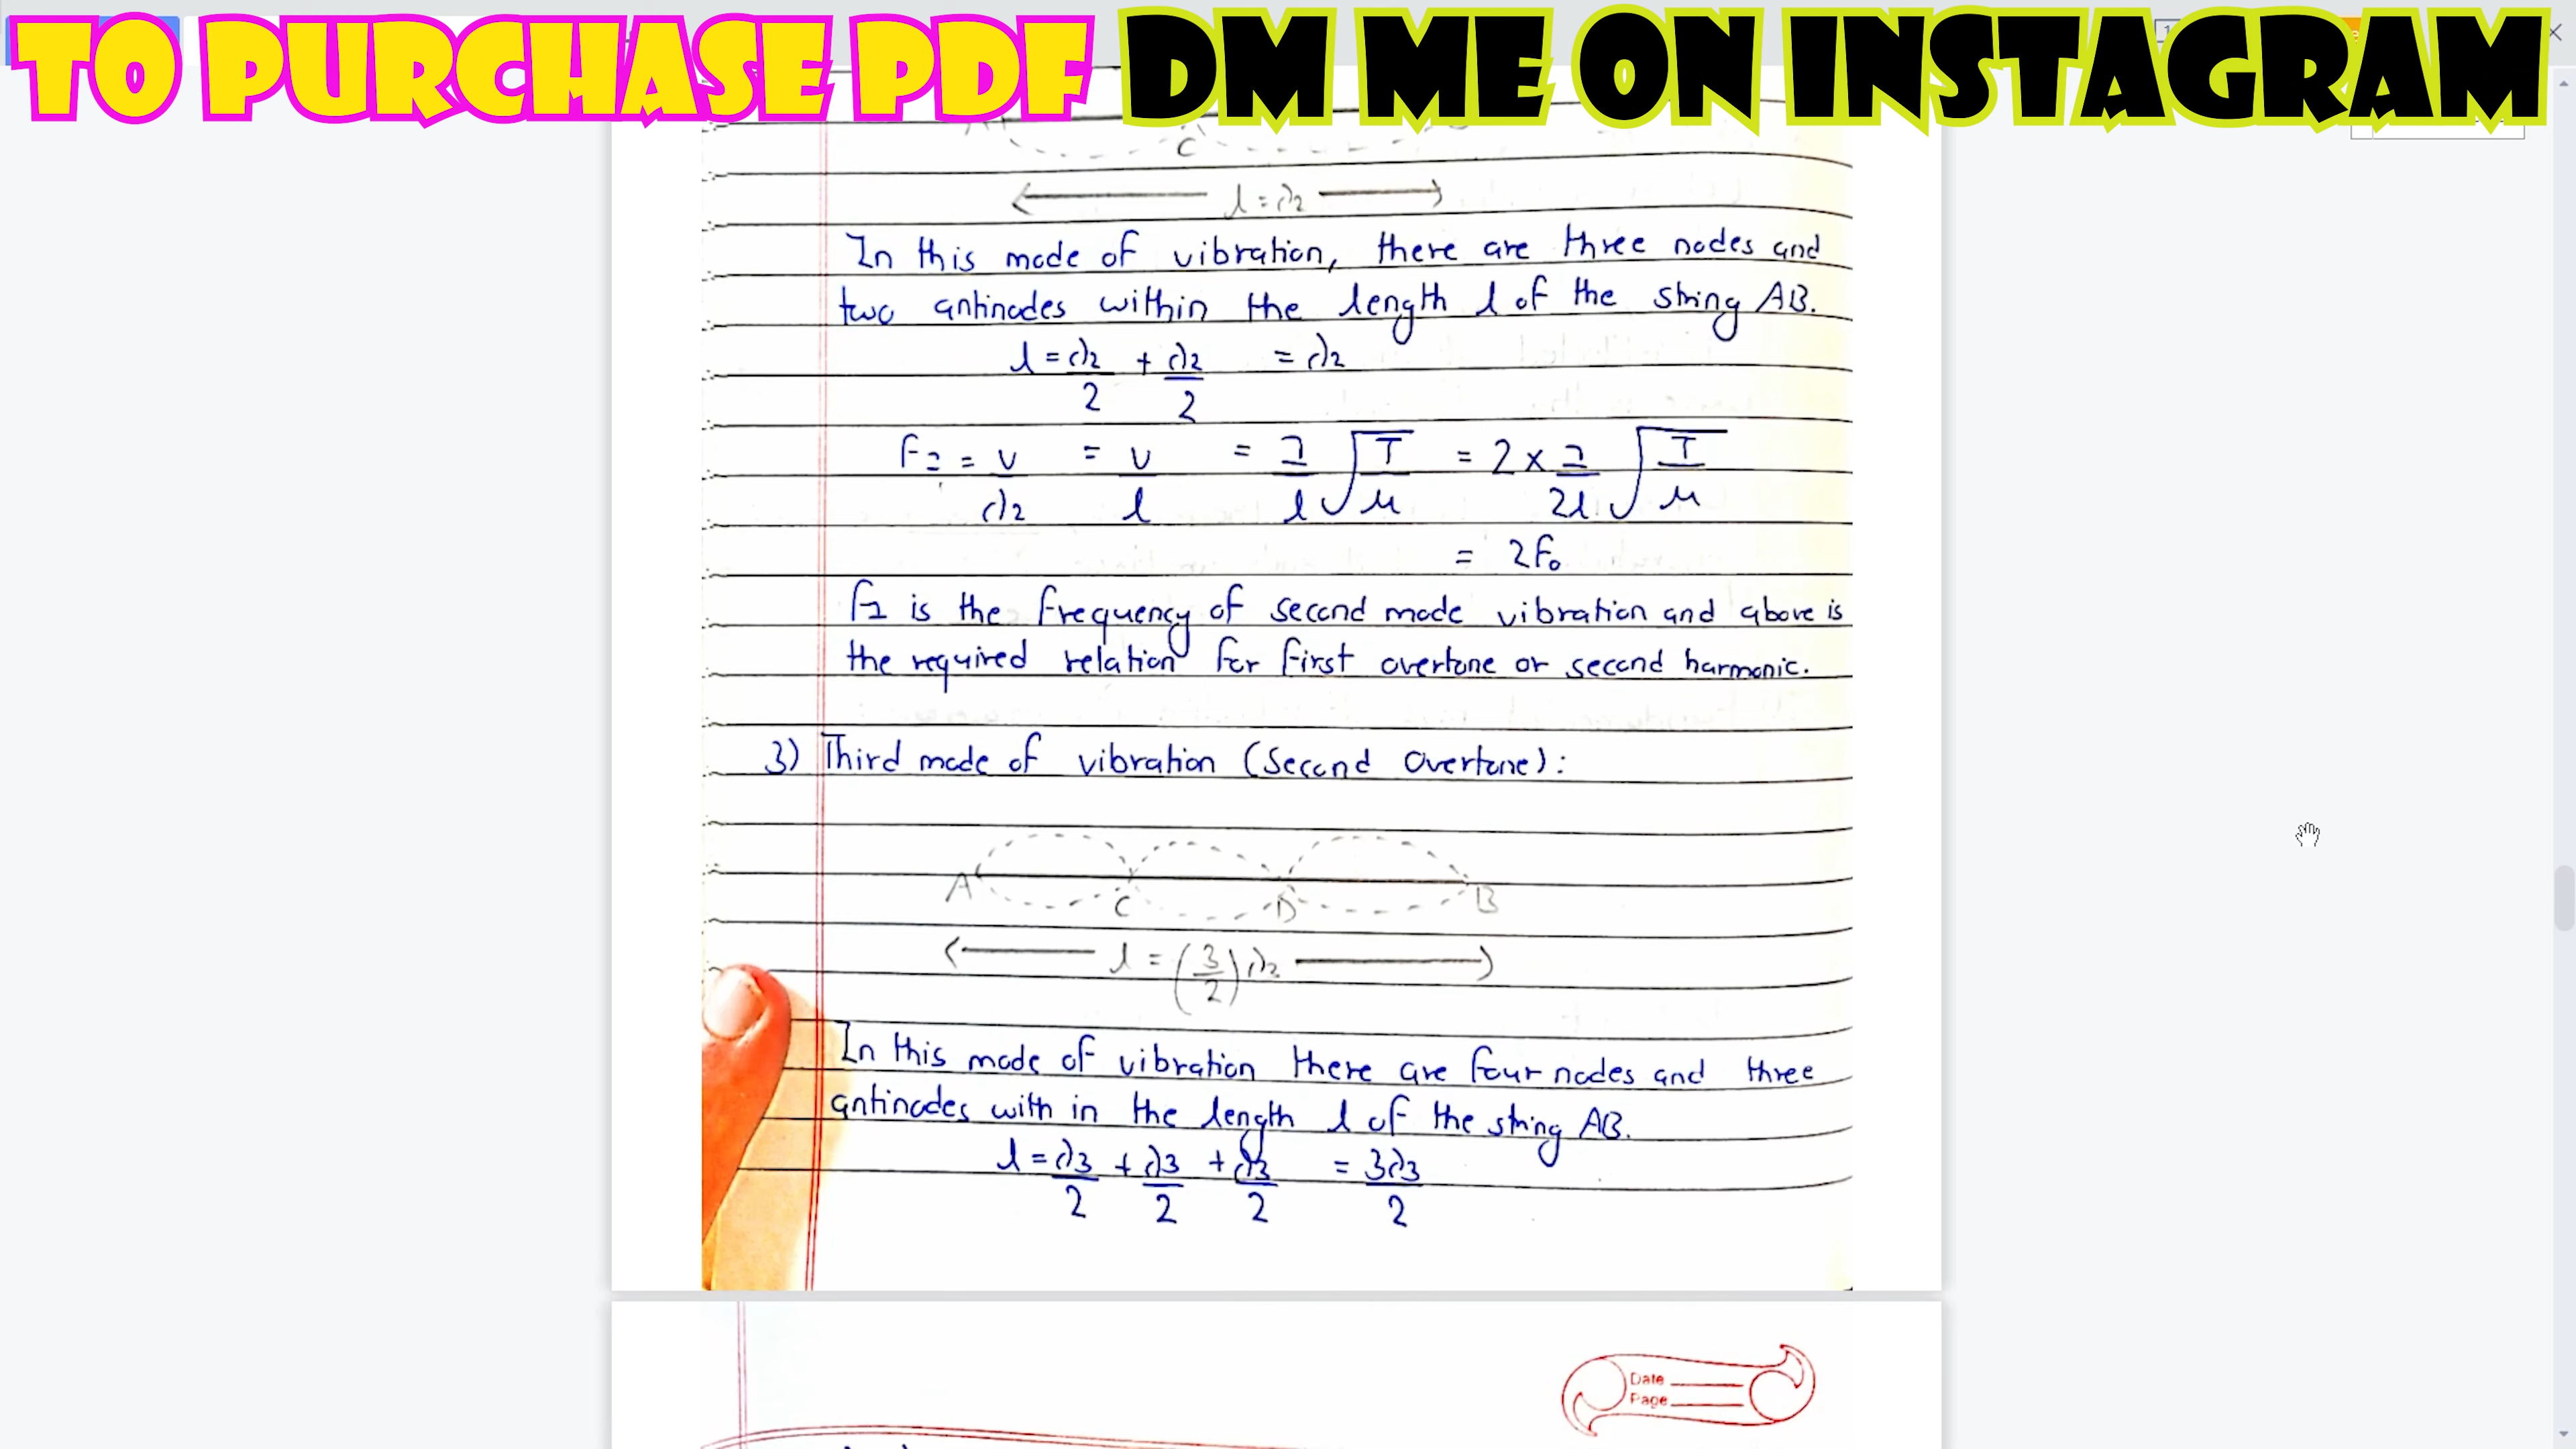 TO PURCHASE PDF DM ME ON INSTAGRAM
C
l = λ2
In this mode of vibration, there are three nodes and
two antinodes within the length l of the string AB.
l = λ2/2 + λ2/2 = λ2
F2 = v/λ2 = v/l = 1/l √(T/μ) = 2 × 1/2l √(T/μ)
= 2F0
F1 is the frequency of second mode vibration and above is
the required relation for first overtone or second harmonic.
3) Third mode of vibration (Second Overtone):
A C D B
l = (3/2) λ2
In this mode of vibration there are four nodes and three
antinodes with in the length l of the string AB.
l = λ3/2 + λ3/2 + λ3/2 = 3λ3/2
Date
Page